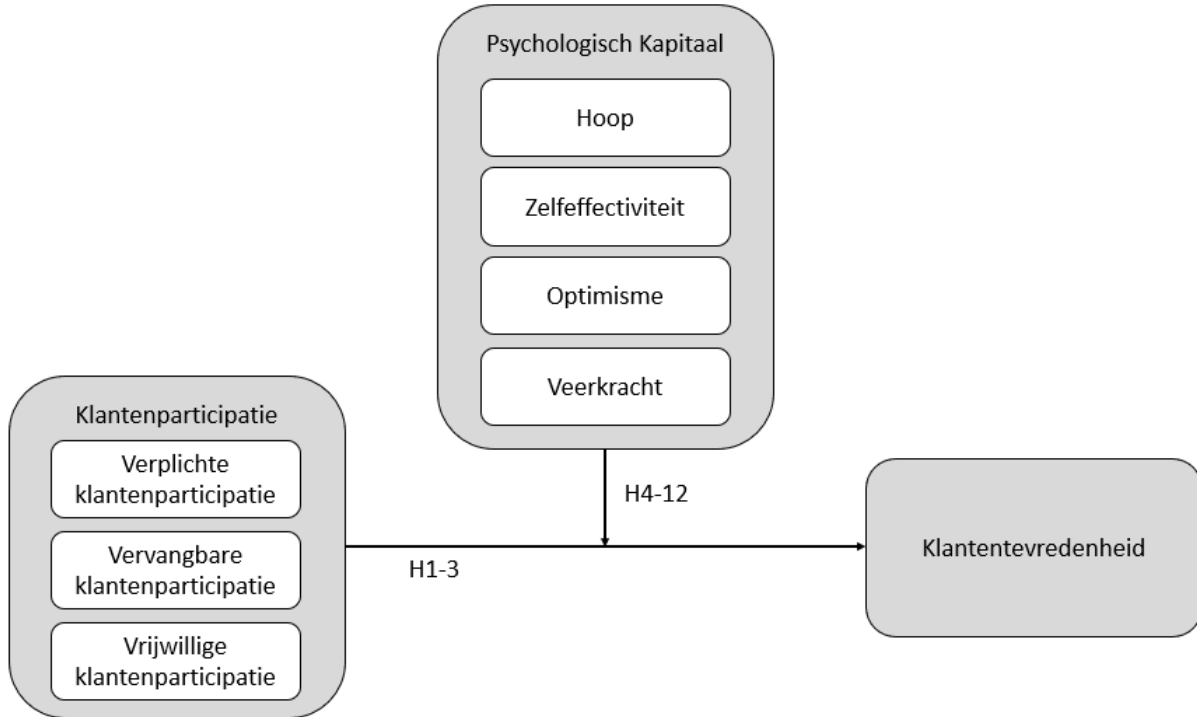 Psychologisch Kapitaal
Hoop
Zelfeffectiviteit
Optimisme
Veerkracht
Klantenparticipatie
Verplichte
klantenparticipatie
Vervangbare
klantenparticipatie
Vrijwillige
klantenparticipatie
H4-12
H1-3
Klantentevredenheid